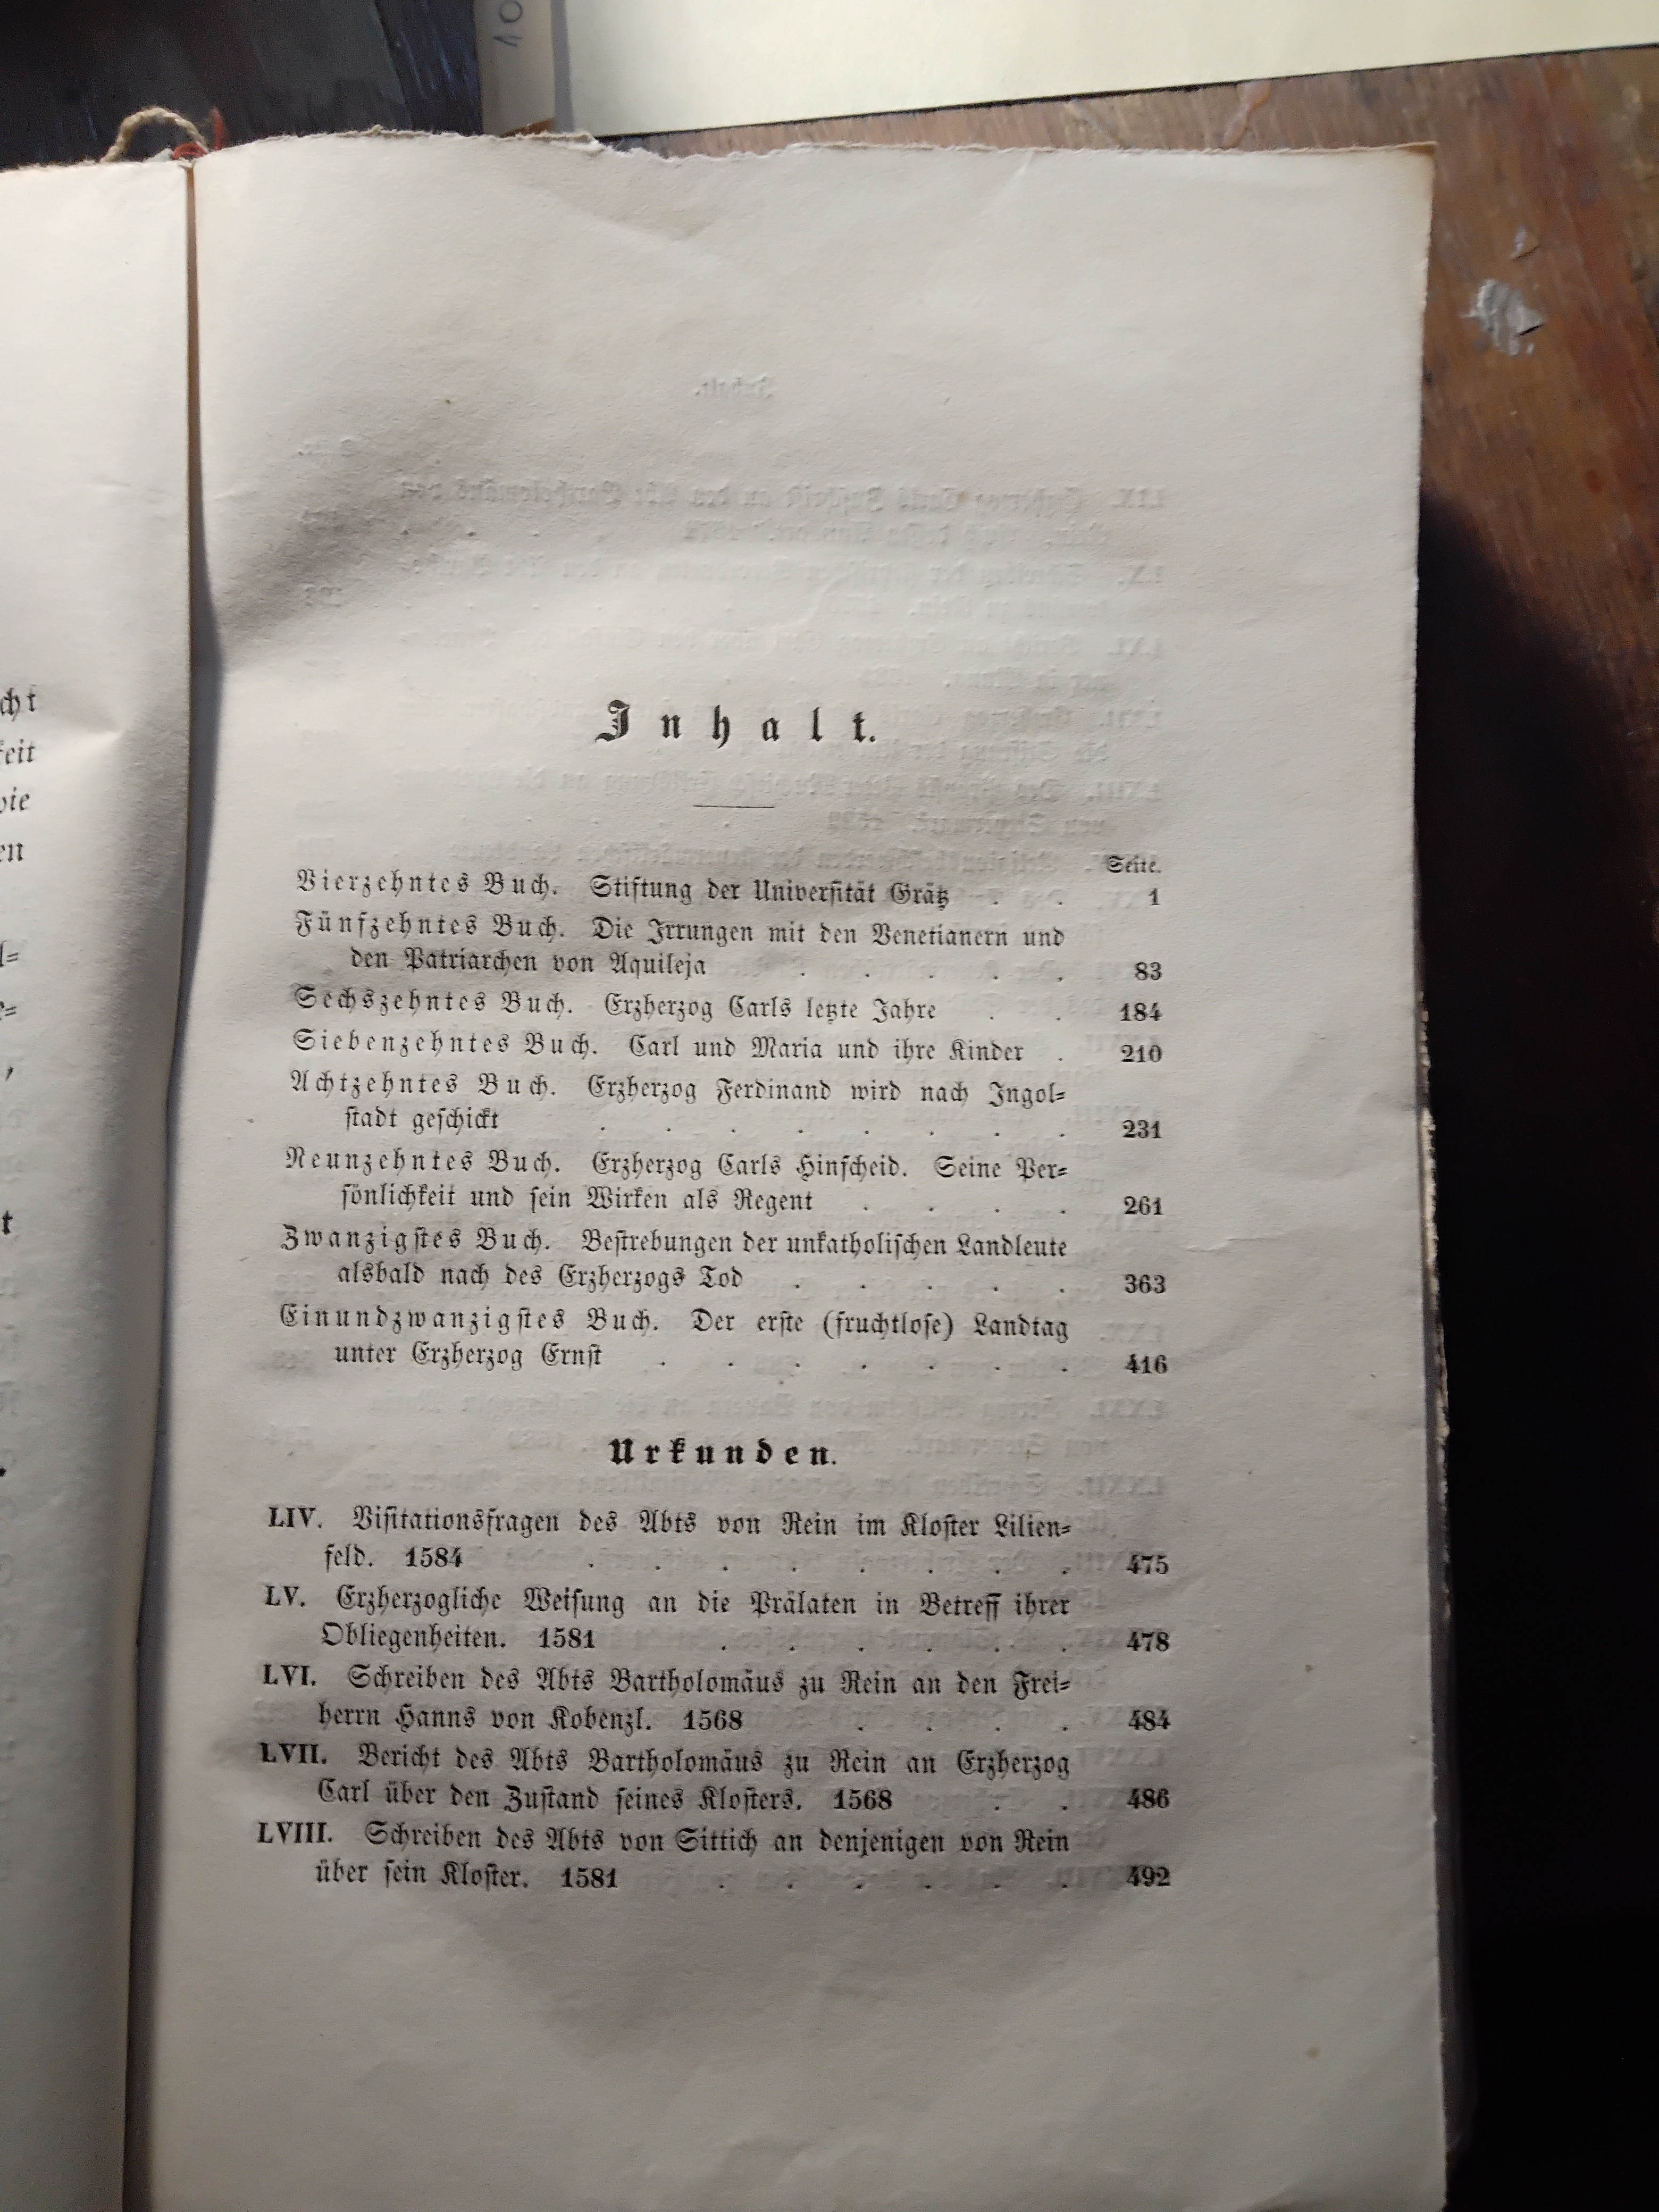 10
Inhalt.
Seite.
Vierzehntes Buch. Stiftung der Universität Grätz . . 1
Fünfzehntes Buch. Die Irrungen mit den Venetianern und
den Patriarchen von Aquileja . . . . . 83
Sechszehntes Buch. Erzherzog Carls letzte Jahre . . 184
Siebenzehntes Buch. Carl und Maria und ihre Kinder . 210
Achtzehntes Buch. Erzherzog Ferdinand wird nach Ingol=
stadt geschickt . . . . . . . . 231
Neunzehntes Buch. Erzherzog Carls Hinscheid. Seine Per=
sönlichkeit und sein Wirken als Regent . . . . 261
Zwanzigstes Buch. Bestrebungen der unkatholischen Landleute
alsbald nach des Erzherzogs Tod . . . . . 363
Einundzwanzigstes Buch. Der erste (fruchtlose) Landtag
unter Erzherzog Ernst . . . . . . . 416
Urkunden.
LIV. Visitationsfragen des Abts von Rein im Kloster Lilien=
feld. 1584 . . . . . . . . 475
LV. Erzherzogliche Weisung an die Prälaten in Betreff ihrer
Obliegenheiten. 1581 . . . . . . 478
LVI. Schreiben des Abts Bartholomäus zu Rein an den Frei=
herrn Hanns von Kobenzl. 1568 . . . . 484
LVII. Bericht des Abts Bartholomäus zu Rein an Erzherzog
Carl über den Zustand seines Klosters. 1568 . . 486
LVIII. Schreiben des Abts von Sittich an denjenigen von Rein
über sein Kloster. 1581 . . . . . . 492